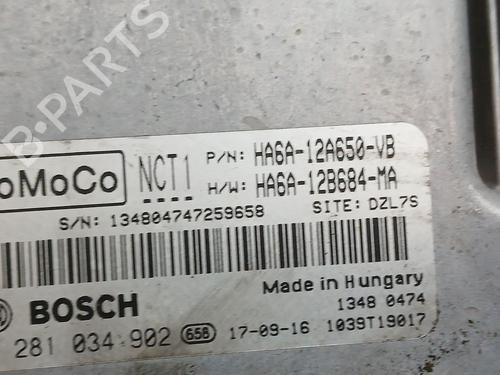 B-PARTS
oMoCo NCT1 P/N: HA6A-12A650-VB
H/W: HA6A-12B684-MA
S/N: 134804747259658 SITE: DZL7S
Made in Hungary
BOSCH 1348 0474
281 034 902 658 17-09-16 1039T19017